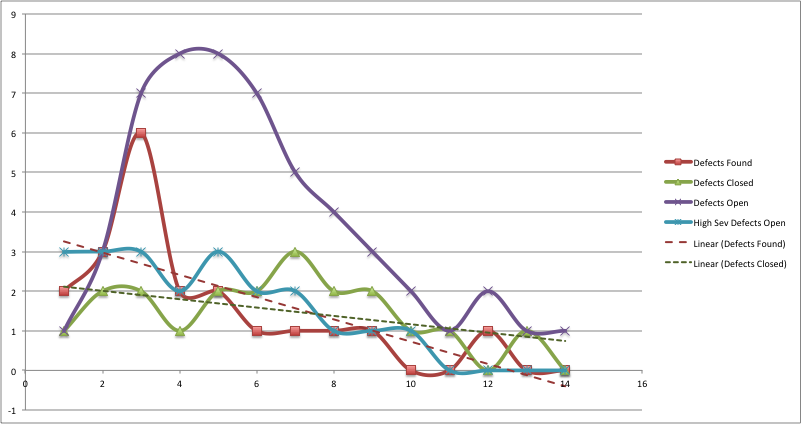 9
8
7
6
5
4
3
2
1
0
-1
0 2 4 6 8 10 12 14 16
Defects Found
Defects Closed
Defects Open
High Sev Defects Open
Linear (Defects Found)
Linear (Defects Closed)